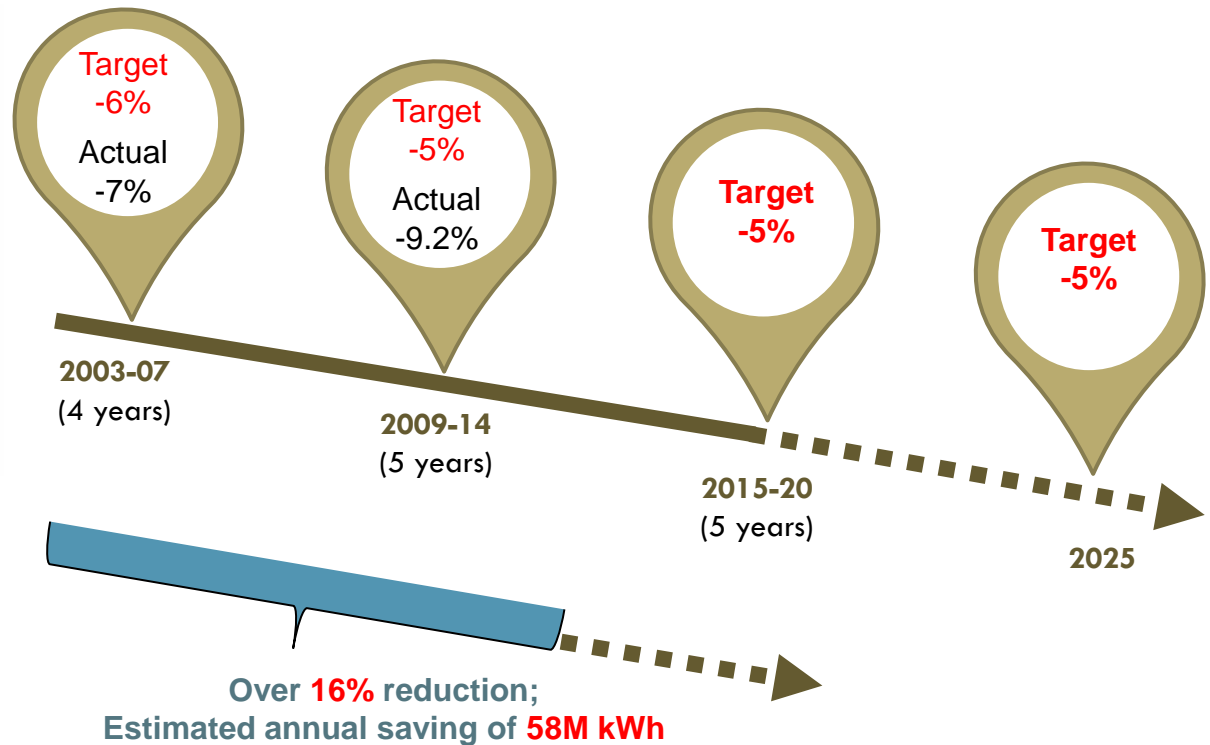 Target
-6%
Actual
-7%
Target
-5%
Actual
-9.2%
Target
-5%
Target
-5%
2003-07
(4 years)
2009-14
(5 years)
2015-20
(5 years)
2025
Over 16% reduction;
Estimated annual saving of 58M kWh